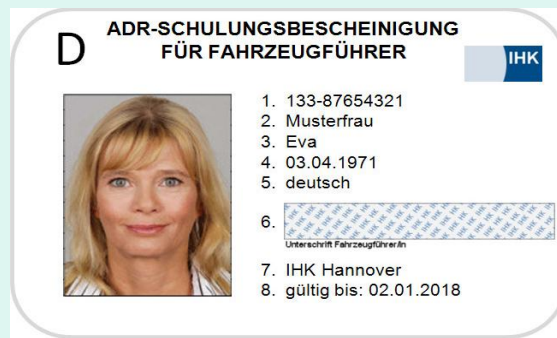 D
ADR-SCHULUNGSBESCHEINIGUNG
FÜR FAHRZEUGFÜHRER
IHK
1. 133-87654321
2. Musterfrau
3. Eva
4. 03.04.1971
5. deutsch
6.
Unterschrift Fahrzeugführer/in
7. IHK Hannover
8. gültig bis: 02.01.2018